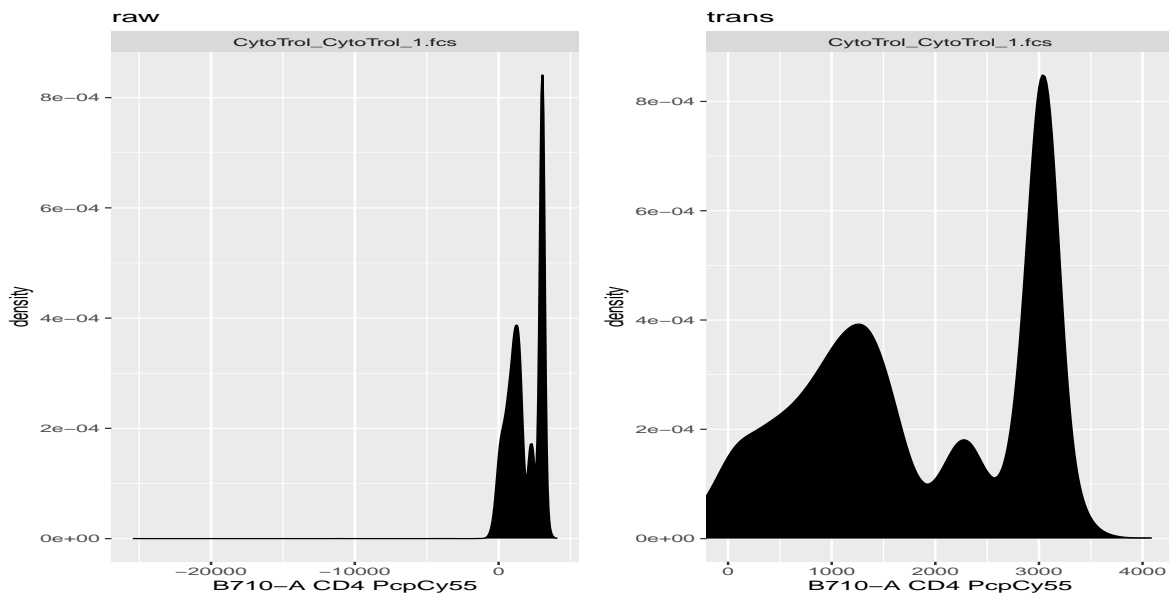 raw
CytoTrol_CytoTrol_1.fcs
8e−04
6e−04
4e−04
2e−04
0e+00
density
−20000 −10000 0
B710−A CD4 PcpCy55
trans
CytoTrol_CytoTrol_1.fcs
8e−04
6e−04
4e−04
2e−04
0e+00
density
0 1000 2000 3000 4000
B710−A CD4 PcpCy55